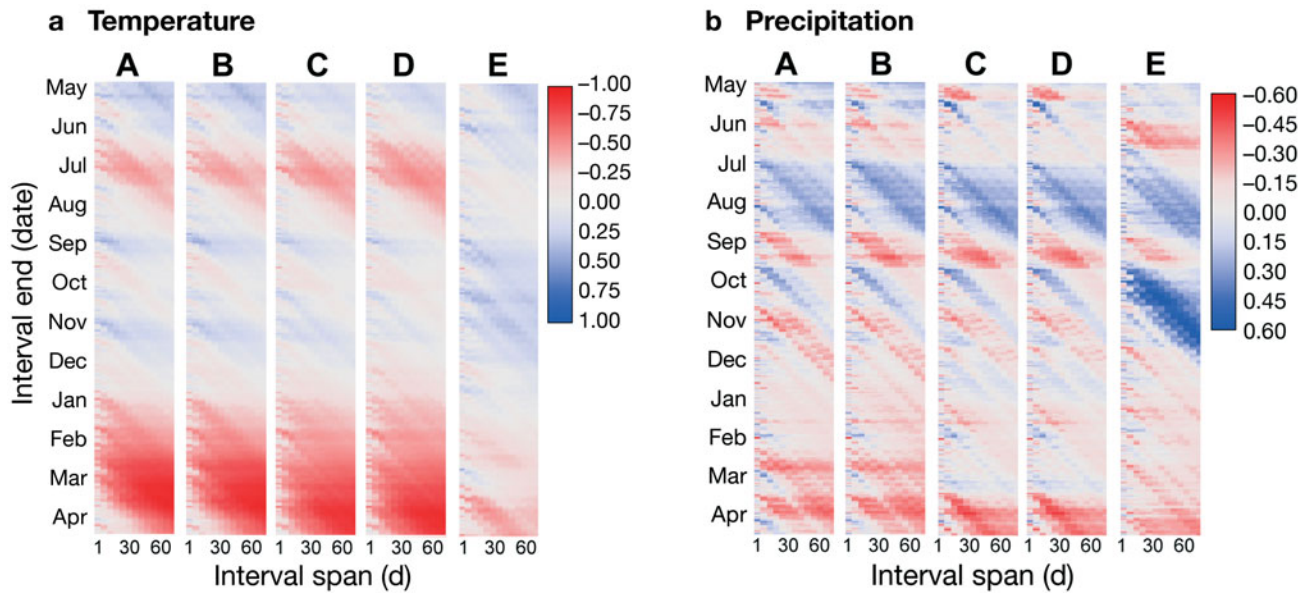 a Temperature
A B C D E
May
Jun
Jul
Aug
Sep
Oct
Nov
Dec
Jan
Feb
Mar
Apr
Interval end (date)
1 30 60 1 30 60 1 30 60 1 30 60 1 30 60
Interval span (d)
–1.00
–0.75
–0.50
–0.25
0.00
0.25
0.50
0.75
1.00
b Precipitation
A B C D E
May
Jun
Jul
Aug
Sep
Oct
Nov
Dec
Jan
Feb
Mar
Apr
1 30 60 1 30 60 1 30 60 1 30 60 1 30 60
Interval span (d)
–0.60
–0.45
–0.30
–0.15
0.00
0.15
0.30
0.45
0.60